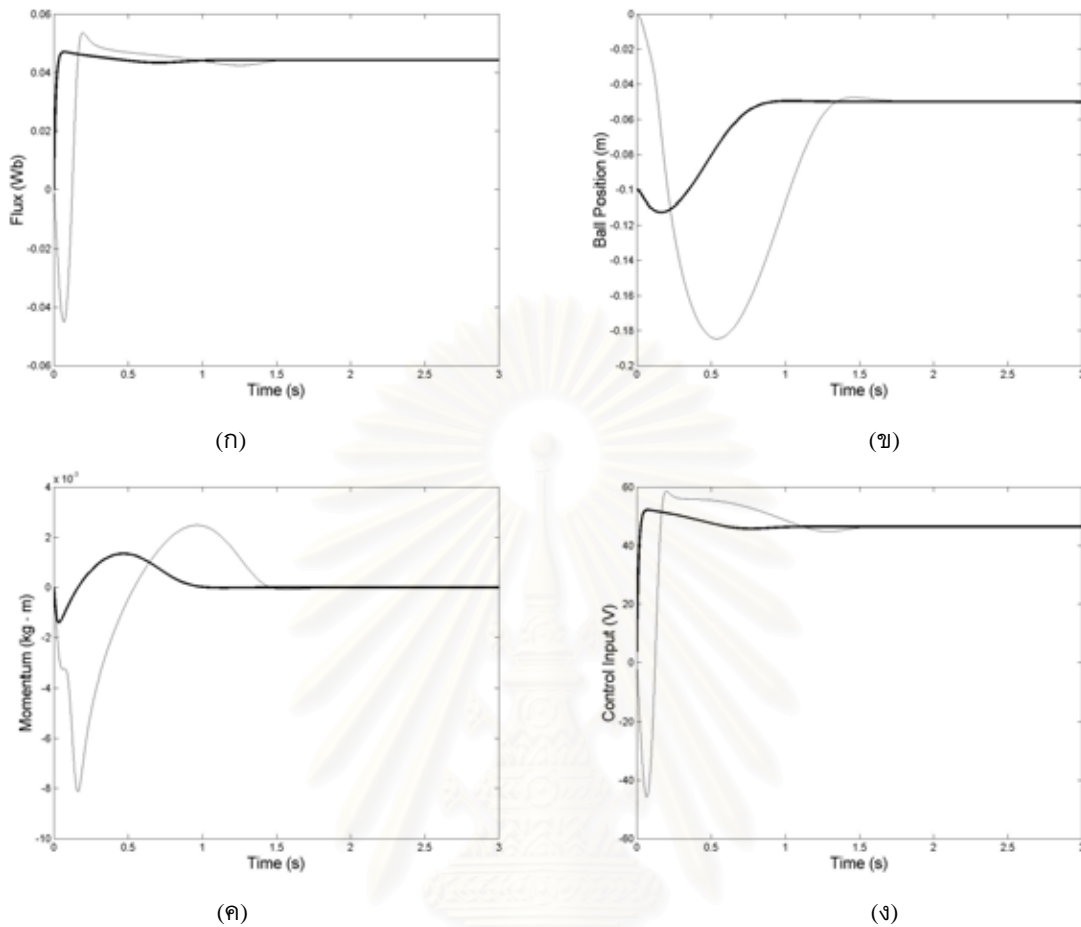 0.06
0.04
0.02
0
-0.02
-0.04
-0.06
Flux (Wb)
0 0.5 1 1.5 2 2.5 3
Time (s)
(ก)
0
-0.02
-0.04
-0.06
-0.08
-0.1
-0.12
-0.14
-0.16
-0.18
-0.2
Ball Position (m)
0 0.5 1 1.5 2 2.5 3
Time (s)
(ข)
x 10-3
4
2
0
-2
-4
-6
-8
-10
Momentum (kg - m)
0 0.5 1 1.5 2 2.5 3
Time (s)
(ค)
60
40
20
0
-20
-40
-60
Control Input (V)
0 0.5 1 1.5 2 2.5 3
Time (s)
(ง)